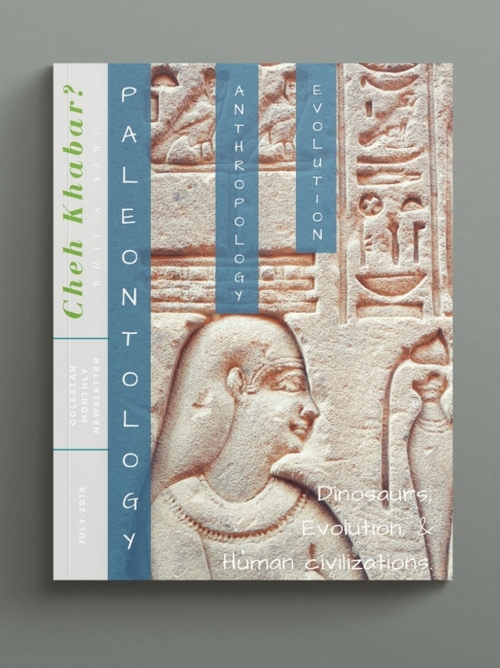 Cheh Khabar?
GOLESTAN
MONTHLY
NEWSLETTER
JULY 2018
PALEONTOLOGY
ANTHROPOLOGY
EVOLUTION
Dinosaurs,
Evolution, &
Human civilizations.